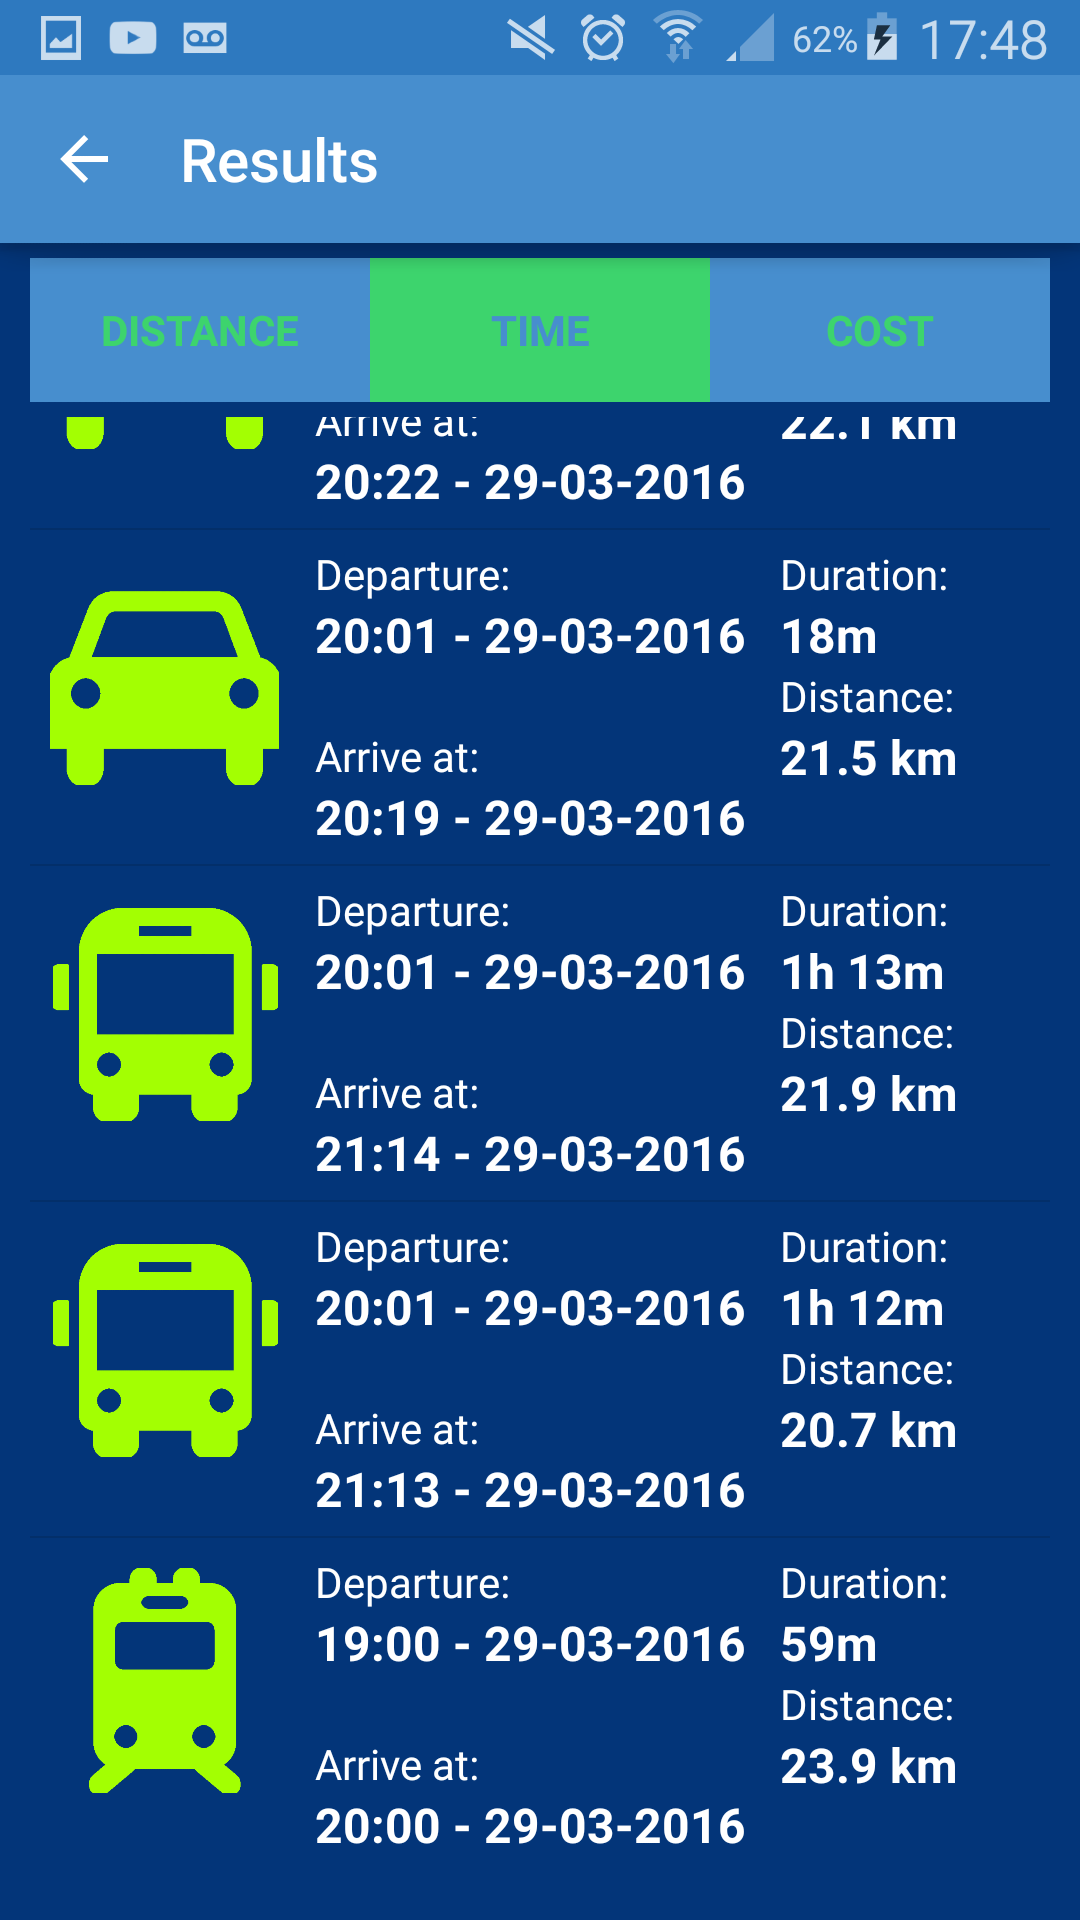 62% 17:48
Results
DISTANCE TIME COST
Arrive at: 22.1 km
20:22 - 29-03-2016
Departure: Duration:
20:01 - 29-03-2016 18m
Distance:
Arrive at: 21.5 km
20:19 - 29-03-2016
Departure: Duration:
20:01 - 29-03-2016 1h 13m
Distance:
Arrive at: 21.9 km
21:14 - 29-03-2016
Departure: Duration:
20:01 - 29-03-2016 1h 12m
Distance:
Arrive at: 20.7 km
21:13 - 29-03-2016
Departure: Duration:
19:00 - 29-03-2016 59m
Distance:
Arrive at: 23.9 km
20:00 - 29-03-2016